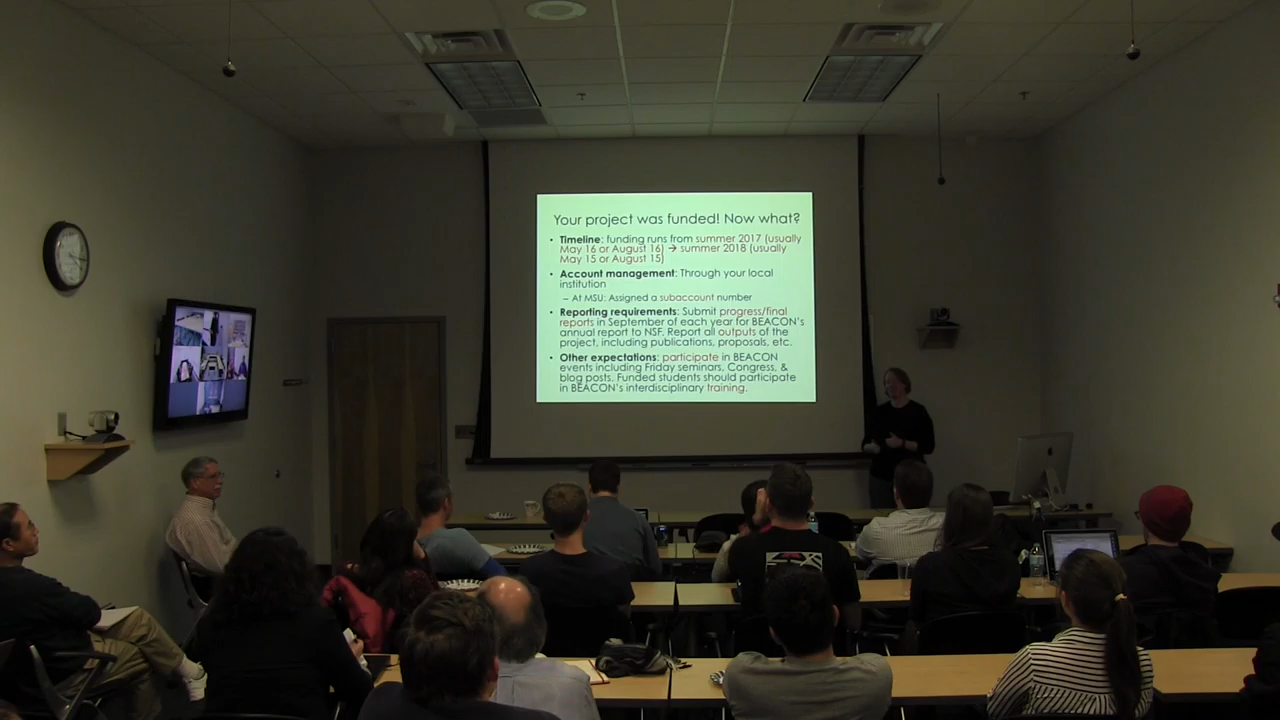 Your project was funded! Now what?
• Timeline: funding runs from summer 2017 (usually
May 16 or August 16) → summer 2018 (usually
May 15 or August 15)
• Account management: Through your local
institution
– At MSU: Assigned a subaccount number
• Reporting requirements: Submit progress/final
reports in September of each year for BEACON's
annual report to NSF. Report all outputs of the
project, including publications, proposals, etc.
• Other expectations: participate in BEACON
events including Friday seminars, Congress, &
blog posts. Funded students should participate
in BEACON's interdisciplinary training.